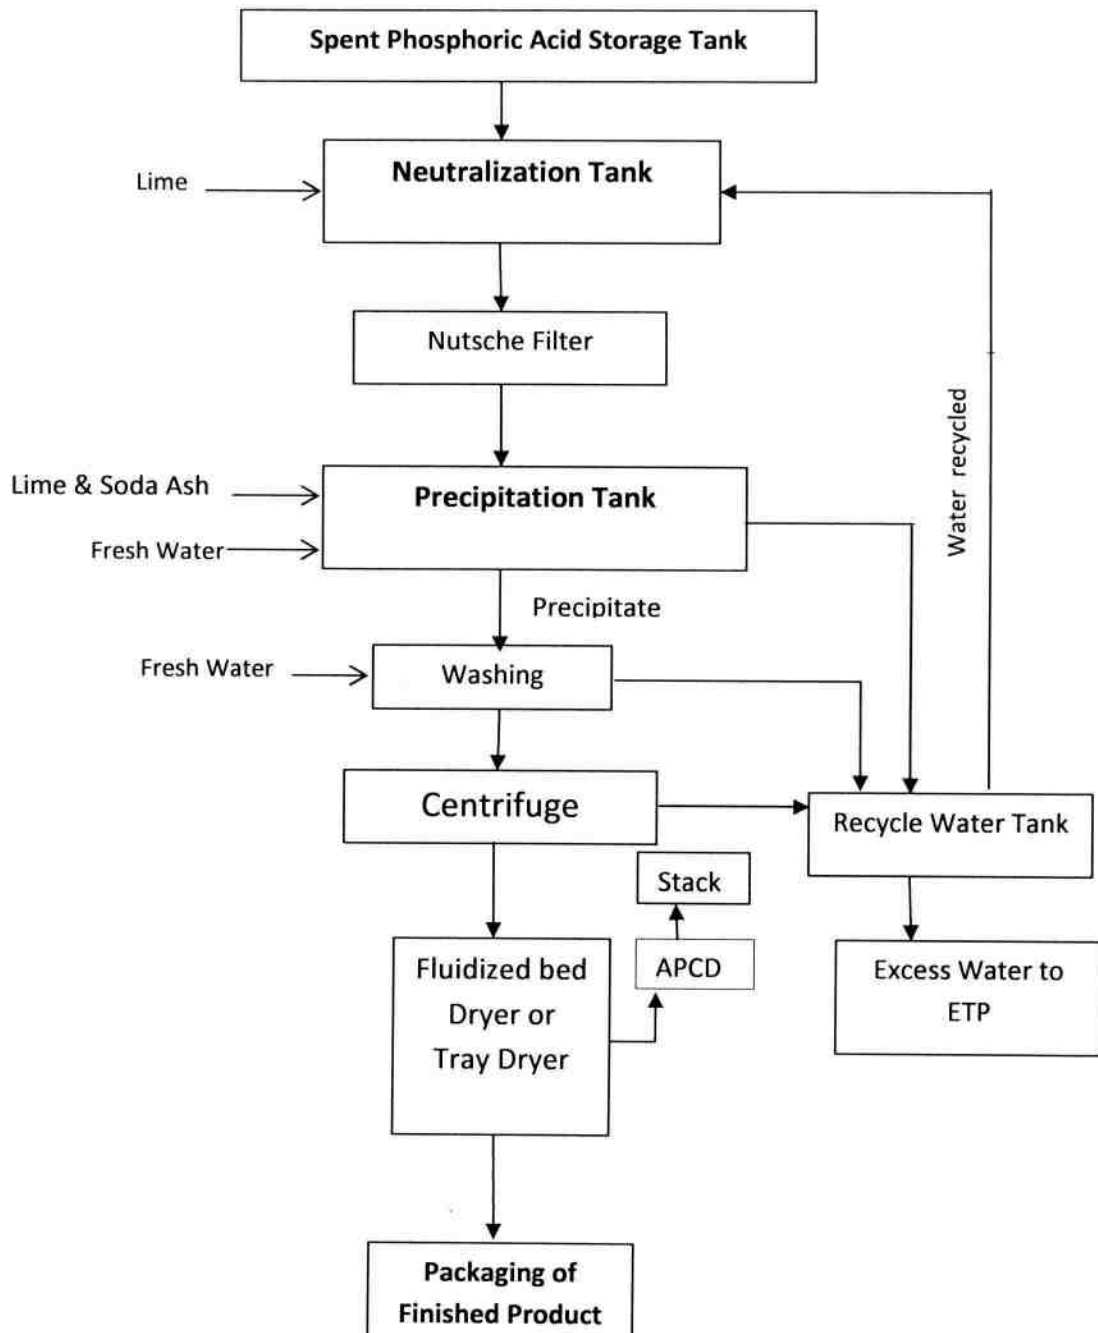 Spent Phosphoric Acid Storage Tank
Neutralization Tank
Lime
Nutsche Filter
Water recycled
Lime & Soda Ash
Precipitation Tank
Fresh Water
Precipitate
Fresh Water
Washing
Centrifuge
Recycle Water Tank
Stack
Fluidized bed
Dryer or
Tray Dryer
APCD
Excess Water to
ETP
Packaging of
Finished Product